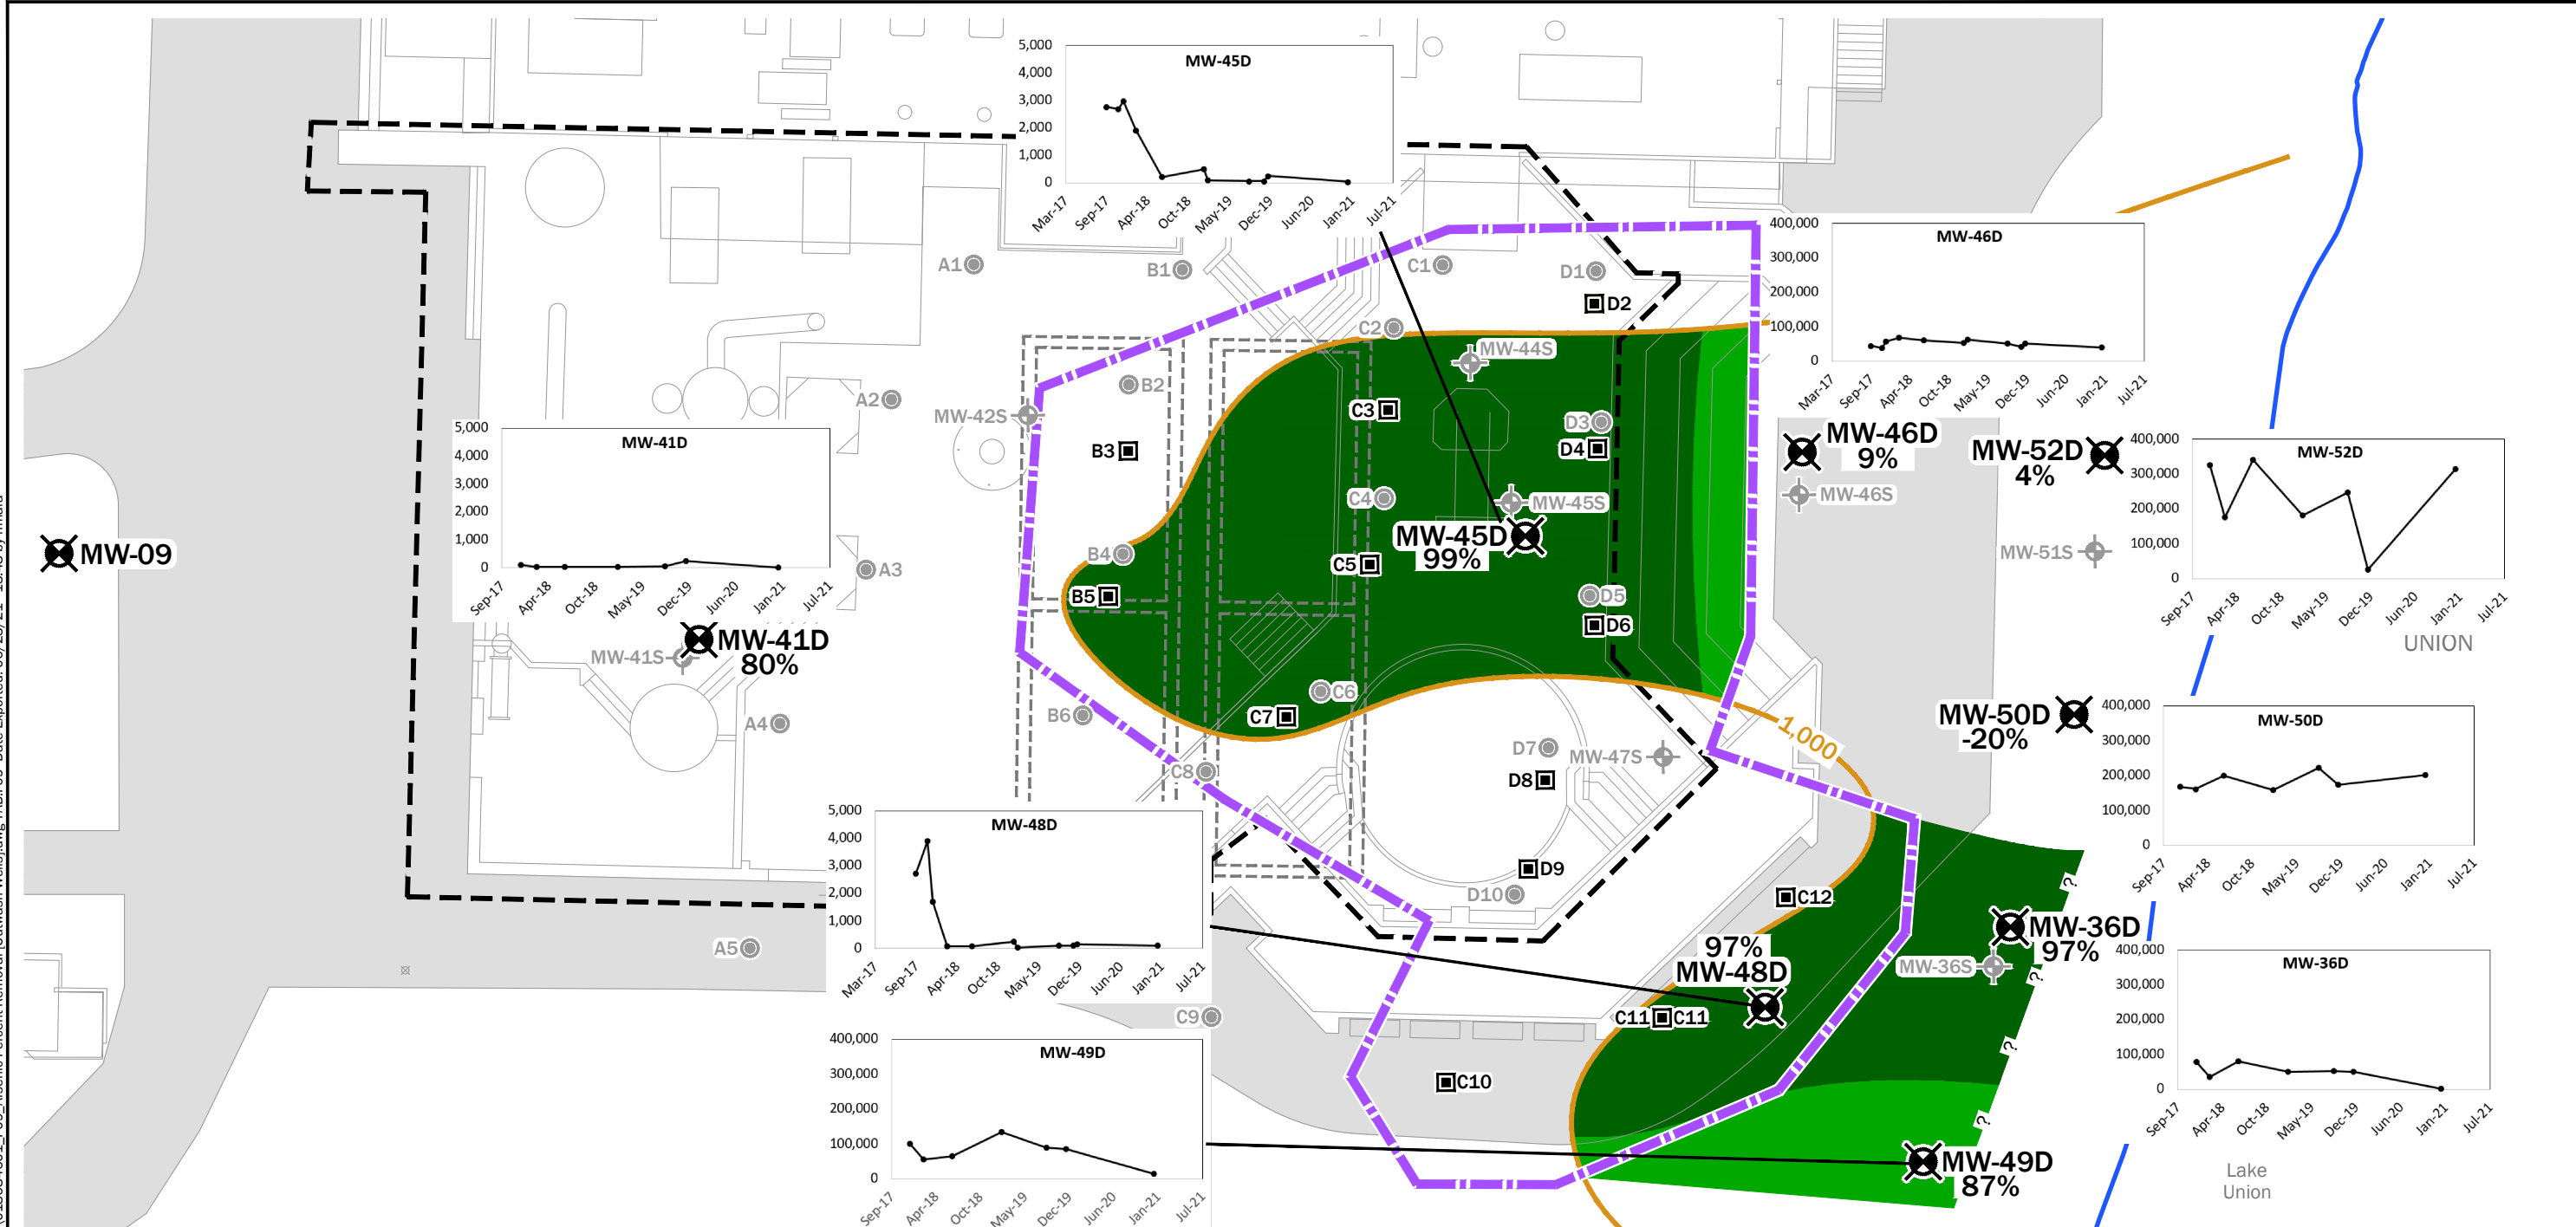 MW-45D
5,000
4,000
3,000
2,000
1,000
0
Mar-17
Sep-17
Apr-18
Oct-18
May-19
Dec-19
Jun-20
Jan-21
Jul-21
MW-46D
400,000
300,000
200,000
100,000
0
Mar-17
Sep-17
Apr-18
Oct-18
May-19
Dec-19
Jun-20
Jan-21
Jul-21
A1
B1
C1
D1
D2
C2
MW-44S
A2
B2
MW-42S
C3
D3
B3
D4
MW-46D
9%
MW-52D
4%
MW-41D
5,000
4,000
3,000
2,000
1,000
0
Sep-17
Apr-18
Oct-18
May-19
Dec-19
Jun-20
Jan-21
Jul-21
MW-52D
400,000
300,000
200,000
100,000
0
Sep-17
Apr-18
Oct-18
May-19
Dec-19
Jun-20
Jan-21
Jul-21
C4
MW-45S
MW-46S
MW-45D
99%
MW-51S
MW-09
A3
B4
C5
B5
D5
D6
MW-41D
80%
MW-41S
UNION
C6
B6
C7
A4
1,000
MW-50D
-20%
MW-50D
400,000
300,000
200,000
100,000
0
Sep-17
Apr-18
Oct-18
May-19
Dec-19
Jun-20
Jan-21
Jul-21
D7
MW-47S
C8
D8
MW-48D
5,000
4,000
3,000
2,000
1,000
0
Mar-17
Sep-17
Apr-18
Oct-18
May-19
Dec-19
Jun-20
Jan-21
Jul-21
D9
D10
C12
?
MW-36D
97%
A5
97%
MW-48D
MW-36S
?
MW-36D
400,000
300,000
200,000
100,000
0
Sep-17
Apr-18
Oct-18
May-19
Dec-19
Jun-20
Jan-21
Jul-21
C9
C11
C11
?
C10
?
MW-49D
400,000
300,000
200,000
100,000
0
Sep-17
Apr-18
Oct-18
May-19
Dec-19
Jun-20
Jan-21
Jul-21
MW-49D
87%
Lake
Union